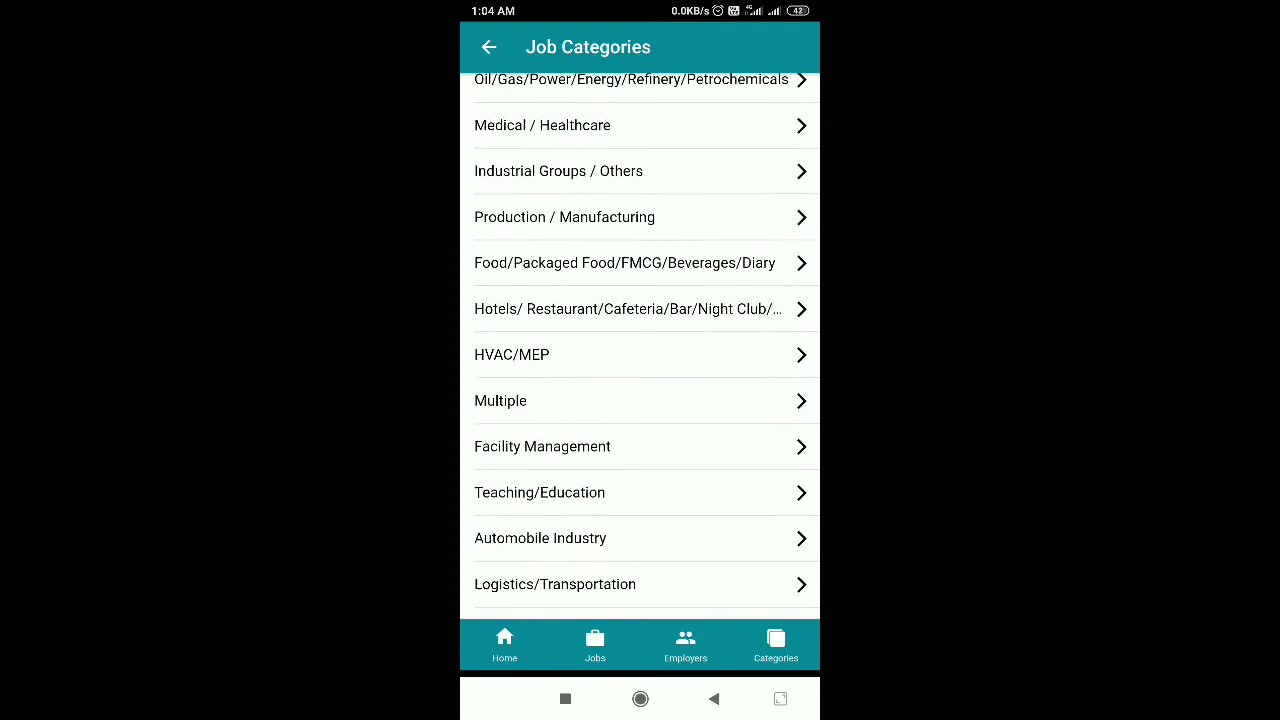 1:04 AM 0.0KB/s 4G 42
Job Categories
Oil/Gas/Power/Energy/Refinery/Petrochemicals
Medical / Healthcare
Industrial Groups / Others
Production / Manufacturing
Food/Packaged Food/FMCG/Beverages/Diary
Hotels/ Restaurant/Cafeteria/Bar/Night Club/...
HVAC/MEP
Multiple
Facility Management
Teaching/Education
Automobile Industry
Logistics/Transportation
Home Jobs Employers Categories